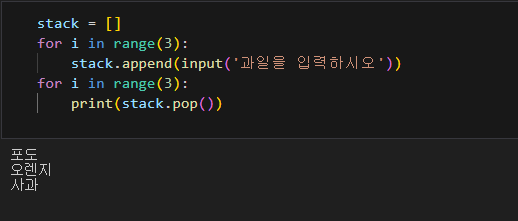 stack = []
for i in range(3):
    stack.append(input('과일을 입력하시오'))
for i in range(3):
    print(stack.pop())
포도
오렌지
사과